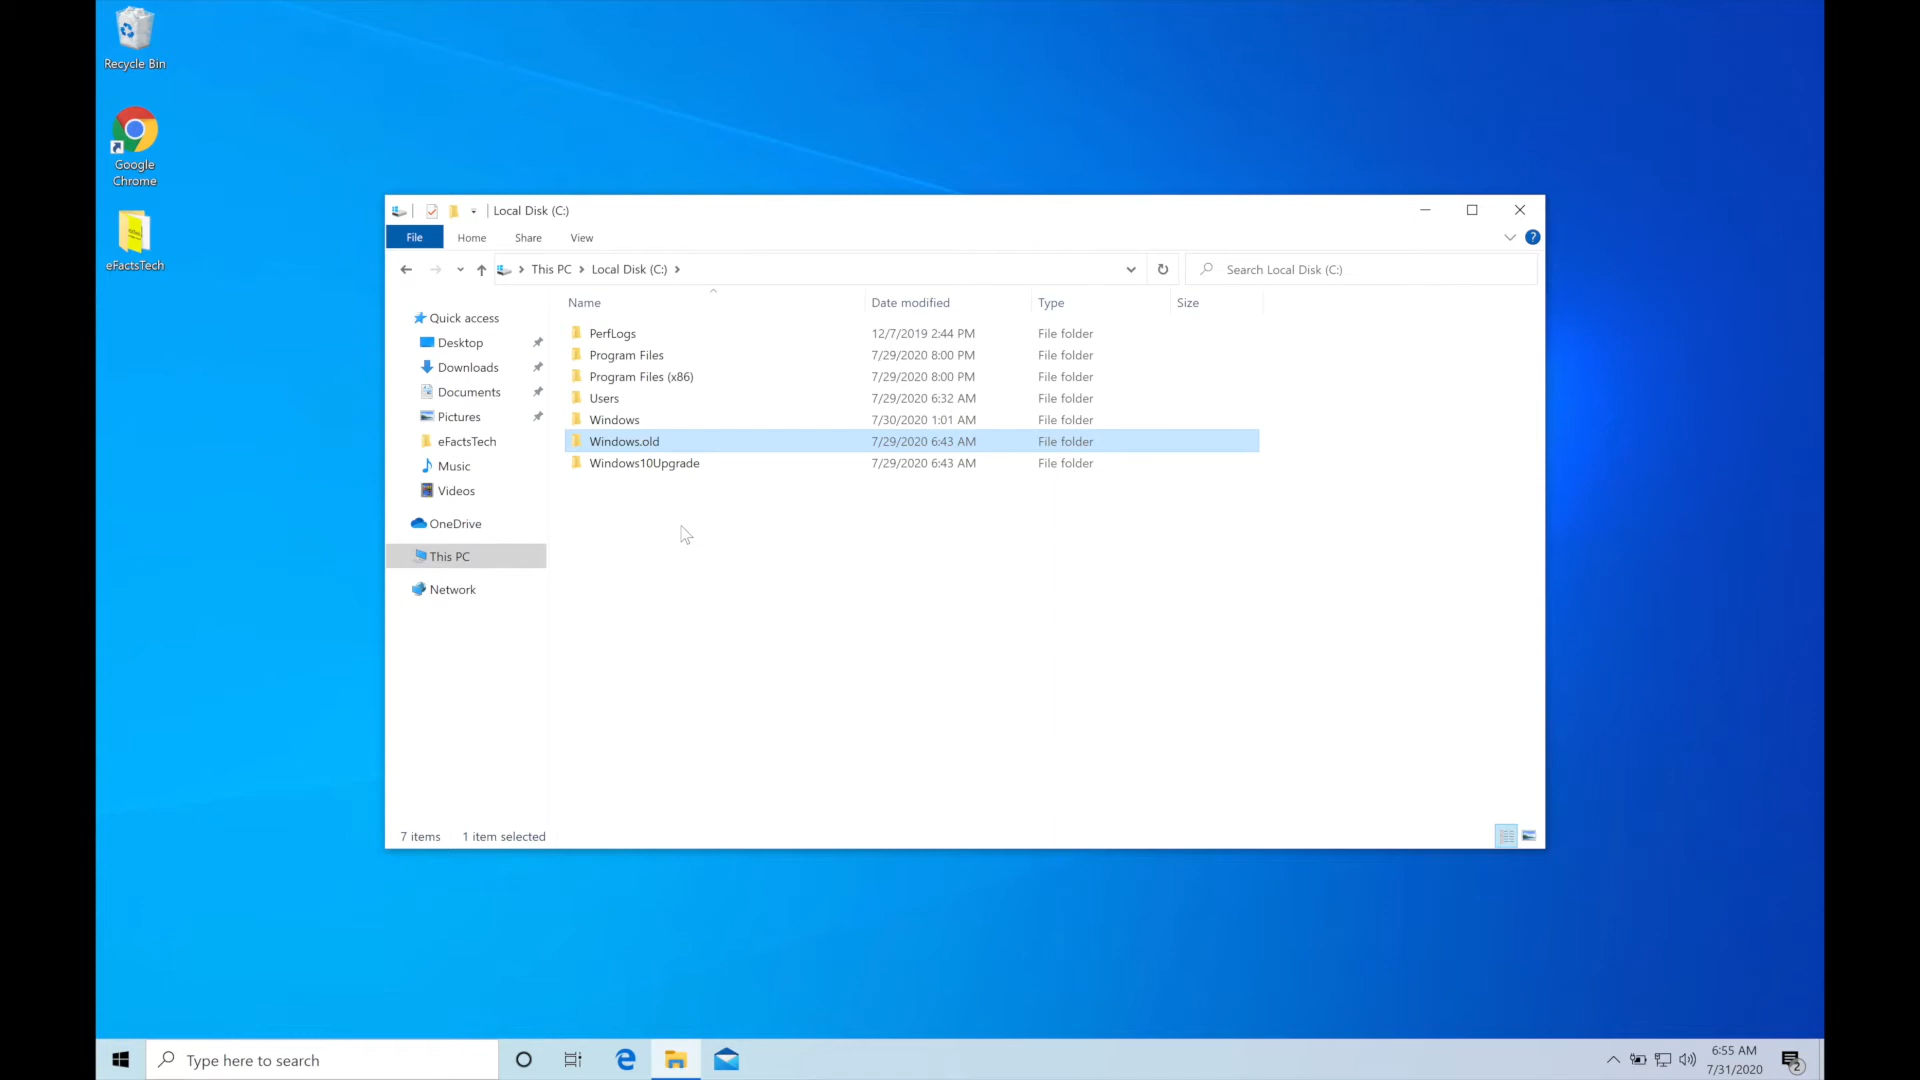 Recycle Bin
Google
Chrome
eFactsTech
Local Disk (C:)
File Home Share View
This PC Local Disk (C:)
Search Local Disk (C:)
Name Date modified Type Size
Quick access
Desktop
Downloads
Documents
Pictures
eFactsTech
Music
Videos
OneDrive
This PC
Network
PerfLogs 12/7/2019 2:44 PM File folder
Program Files 7/29/2020 8:00 PM File folder
Program Files (x86) 7/29/2020 8:00 PM File folder
Users 7/29/2020 6:32 AM File folder
Windows 7/30/2020 1:01 AM File folder
Windows.old 7/29/2020 6:43 AM File folder
Windows10Upgrade 7/29/2020 6:43 AM File folder
7 items 1 item selected
Type here to search
6:55 AM
7/31/2020
2